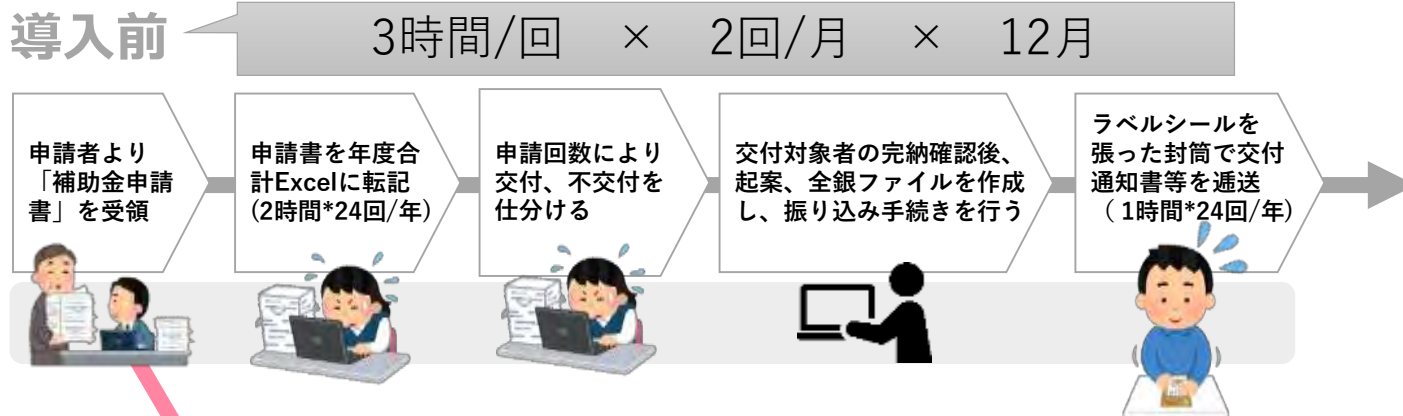 導入前
3時間/回 × 2回/月 × 12月
申請者より
「補助金申請
書」を受領
申請書を年度合
計Excelに転記
(2時間*24回/年)
申請回数により
交付、不交付を
仕分ける
交付対象者の完納確認後、
起案、全銀ファイルを作成
し、振り込み手続きを行う
ラベルシールを
張った封筒で交付
通知書等を逓送
（ 1時間*24回/年)